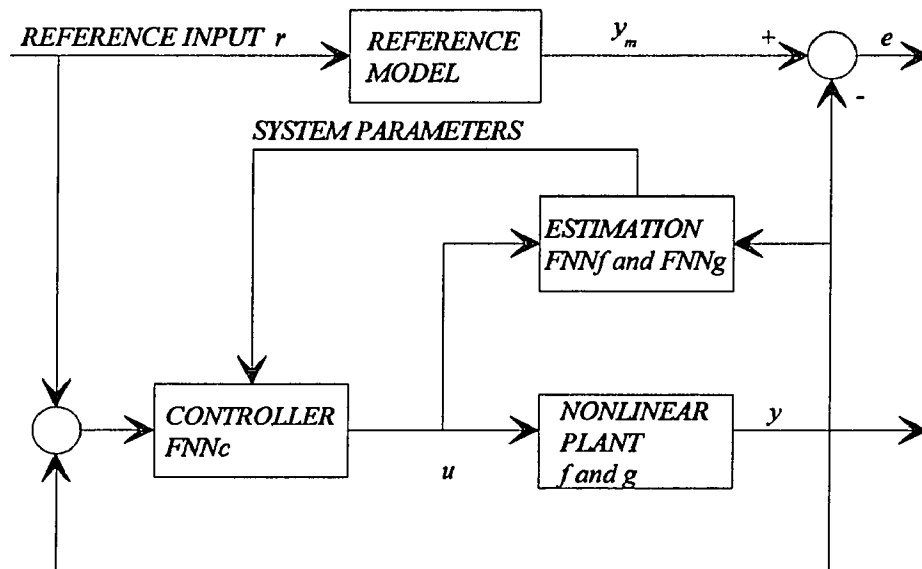 REFERENCE INPUT r
REFERENCE
MODEL
y_m
+
e
-
SYSTEM PARAMETERS
ESTIMATION
FNNf and FNNg
CONTROLLER
FNNc
u
NONLINEAR
PLANT
f and g
y